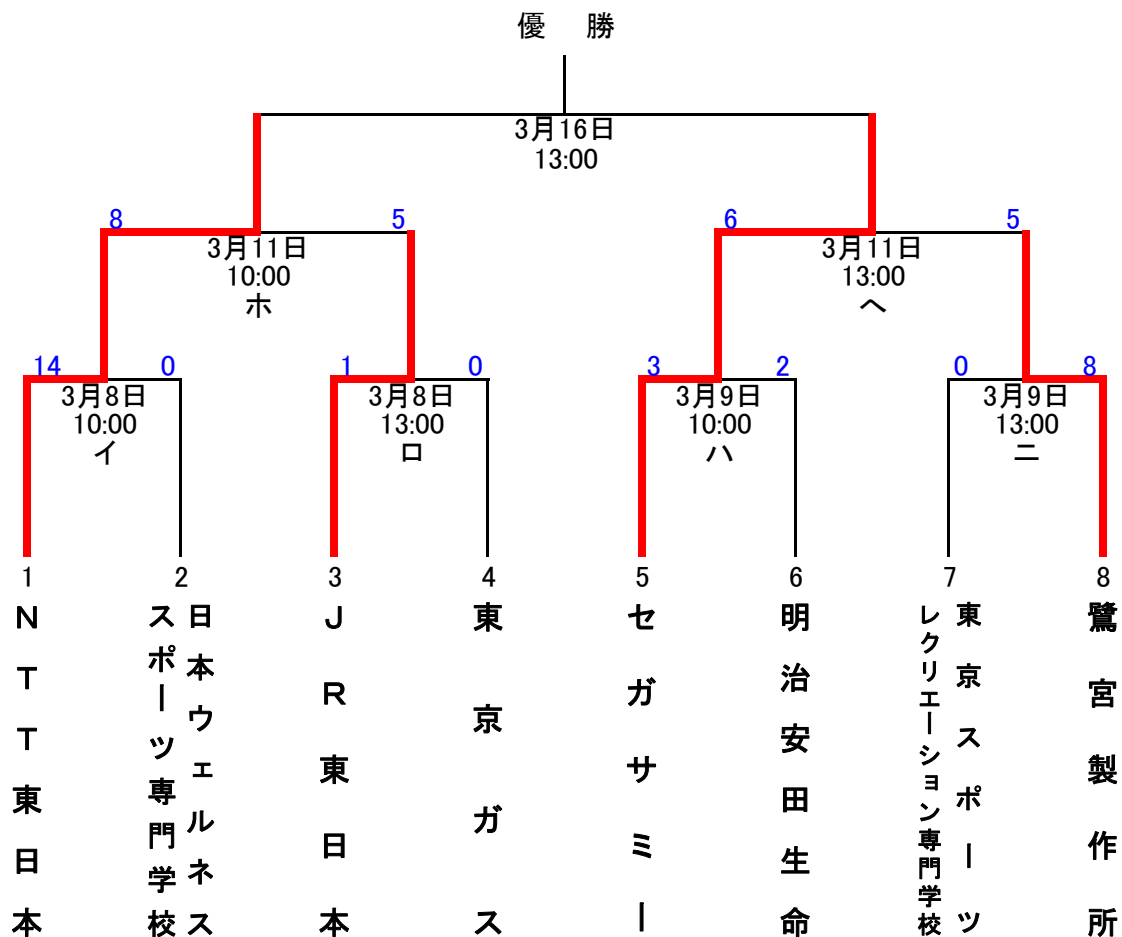 優 勝
3月16日
13:00
8 5
3月11日
10:00
ホ
6 5
3月11日
13:00
ヘ
14 0
3月8日
10:00
イ
1 0
3月8日
13:00
ロ
3 2
3月9日
10:00
ハ
0 8
3月9日
13:00
ニ
1
NTT東日本
2
日本ウェルネス
スポーツ専門学校
3
JR東日本
4
東京ガス
5
セガサミー
6
明治安田生命
7
東京スポーツ
レクリエーション専門学校
8
鷺宮製作所